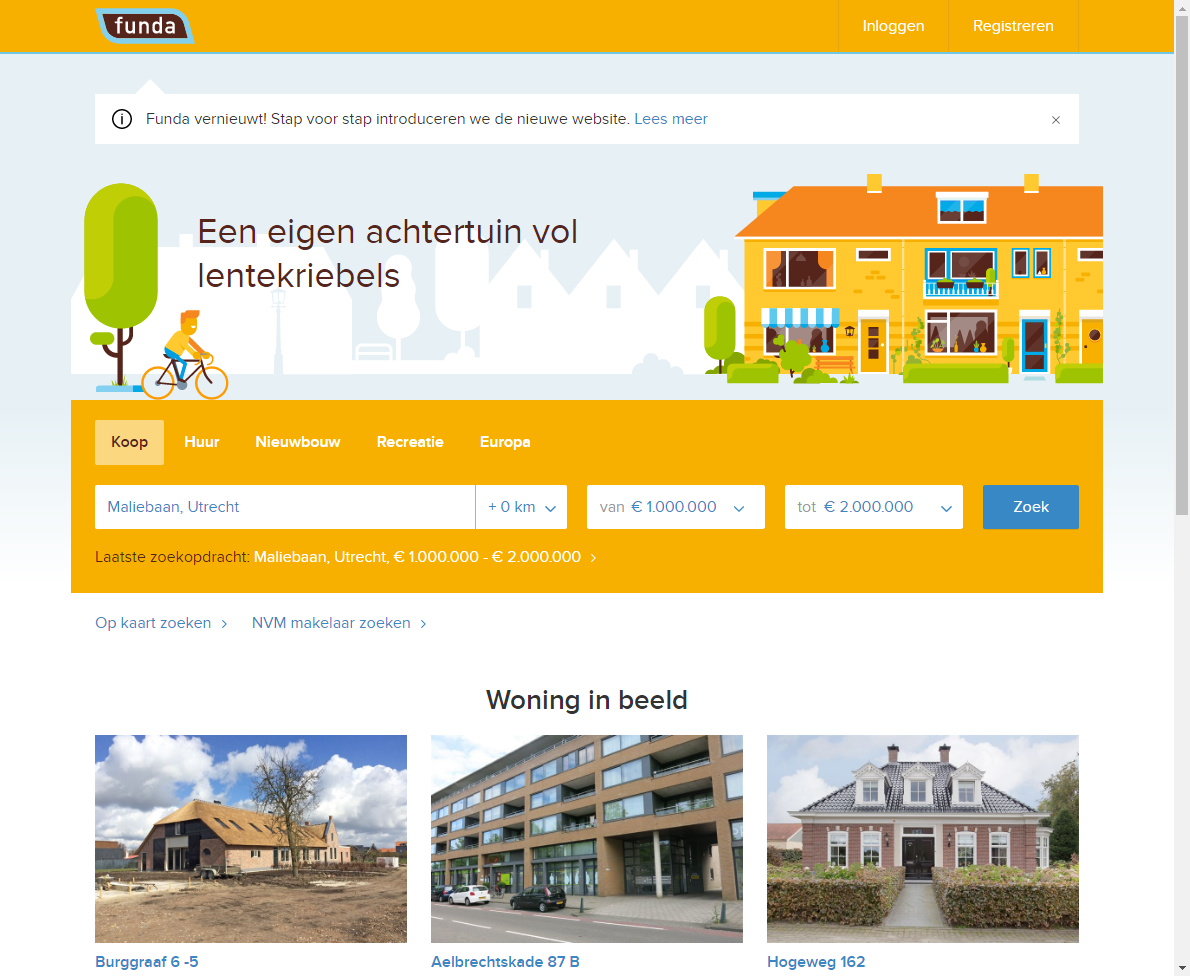 funda
Inloggen
Registreren
Funda vernieuwt! Stap voor stap introduceren we de nieuwe website. Lees meer
Een eigen achtertuin vol
lentekriebels
Koop
Huur
Nieuwbouw
Recreatie
Europa
Maliebaan, Utrecht
+ 0 km
van € 1.000.000
tot € 2.000.000
Zoek
Laatste zoekopdracht: Maliebaan, Utrecht, € 1.000.000 - € 2.000.000
Op kaart zoeken
NVM makelaar zoeken
Woning in beeld
Burggraaf 6 -5
Aelbrechtskade 87 B
Hogeweg 162